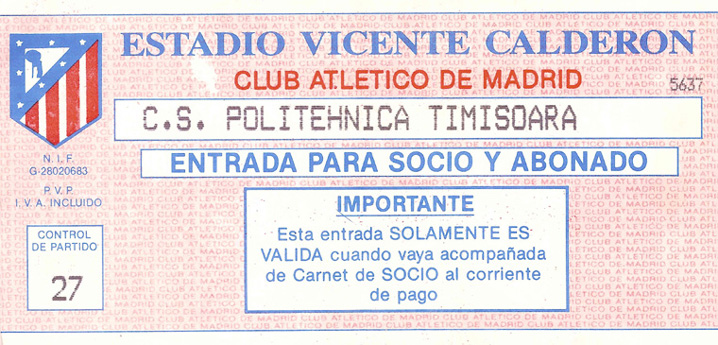 ESTADIO VICENTE CALDERON
CLUB ATLETICO DE MADRID
5637
C.S. POLITEHNICA TIMISOARA
N.I.F.
G-28020683
ENTRADA PARA SOCIO Y ABONADO
P.V.P
I.V.A. INCLUIDO
IMPORTANTE
Esta entrada SOLAMENTE ES
VALIDA cuando vaya acompañada
de Carnet de SOCIO al corriente
de pago
CONTROL
DE PARTIDO
27